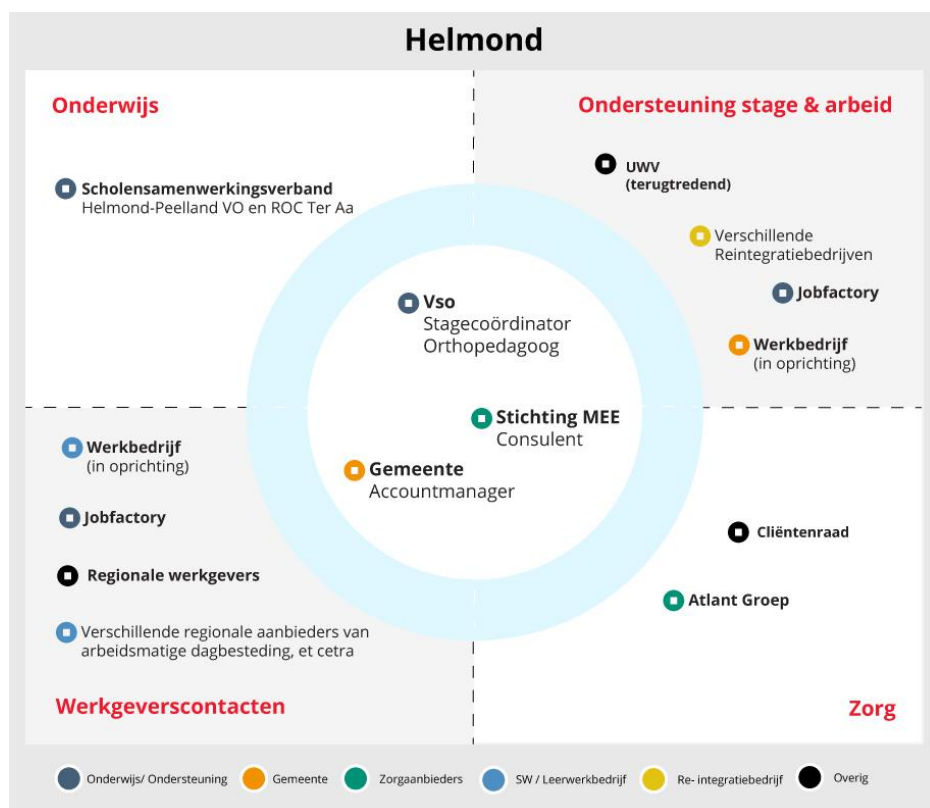 Helmond
Onderwijs
Scholensamenwerkingsverband
Helmond-Peelland VO en ROC Ter Aa
Ondersteuning stage & arbeid
UWV
(terugtredend)
Verschillende
Reintegratiebedrijven
Jobfactory
Werkbedrijf
(in oprichting)
Vso
Stagecoördinator
Orthopedagoog
Stichting MEE
Consulent
Gemeente
Accountmanager
Werkbedrijf
(in oprichting)
Jobfactory
Regionale werkgevers
Verschillende regionale aanbieders van
arbeidsmatige dagbesteding, et cetra
Werkgeverscontacten
Cliëntenraad
Atlant Groep
Zorg
Onderwijs/ Ondersteuning
Gemeente
Zorgaanbieders
SW / Leerwerkbedrijf
Re- integratiebedrijf
Overig